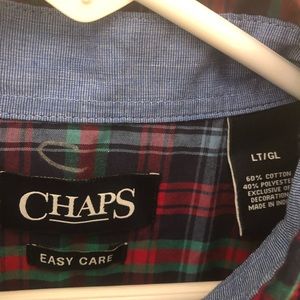 CHAPS
EASY CARE
LT/GL
60% COTTON
40% POLYESTER
EXCLUSIVE OF
DECORATION
MADE IN